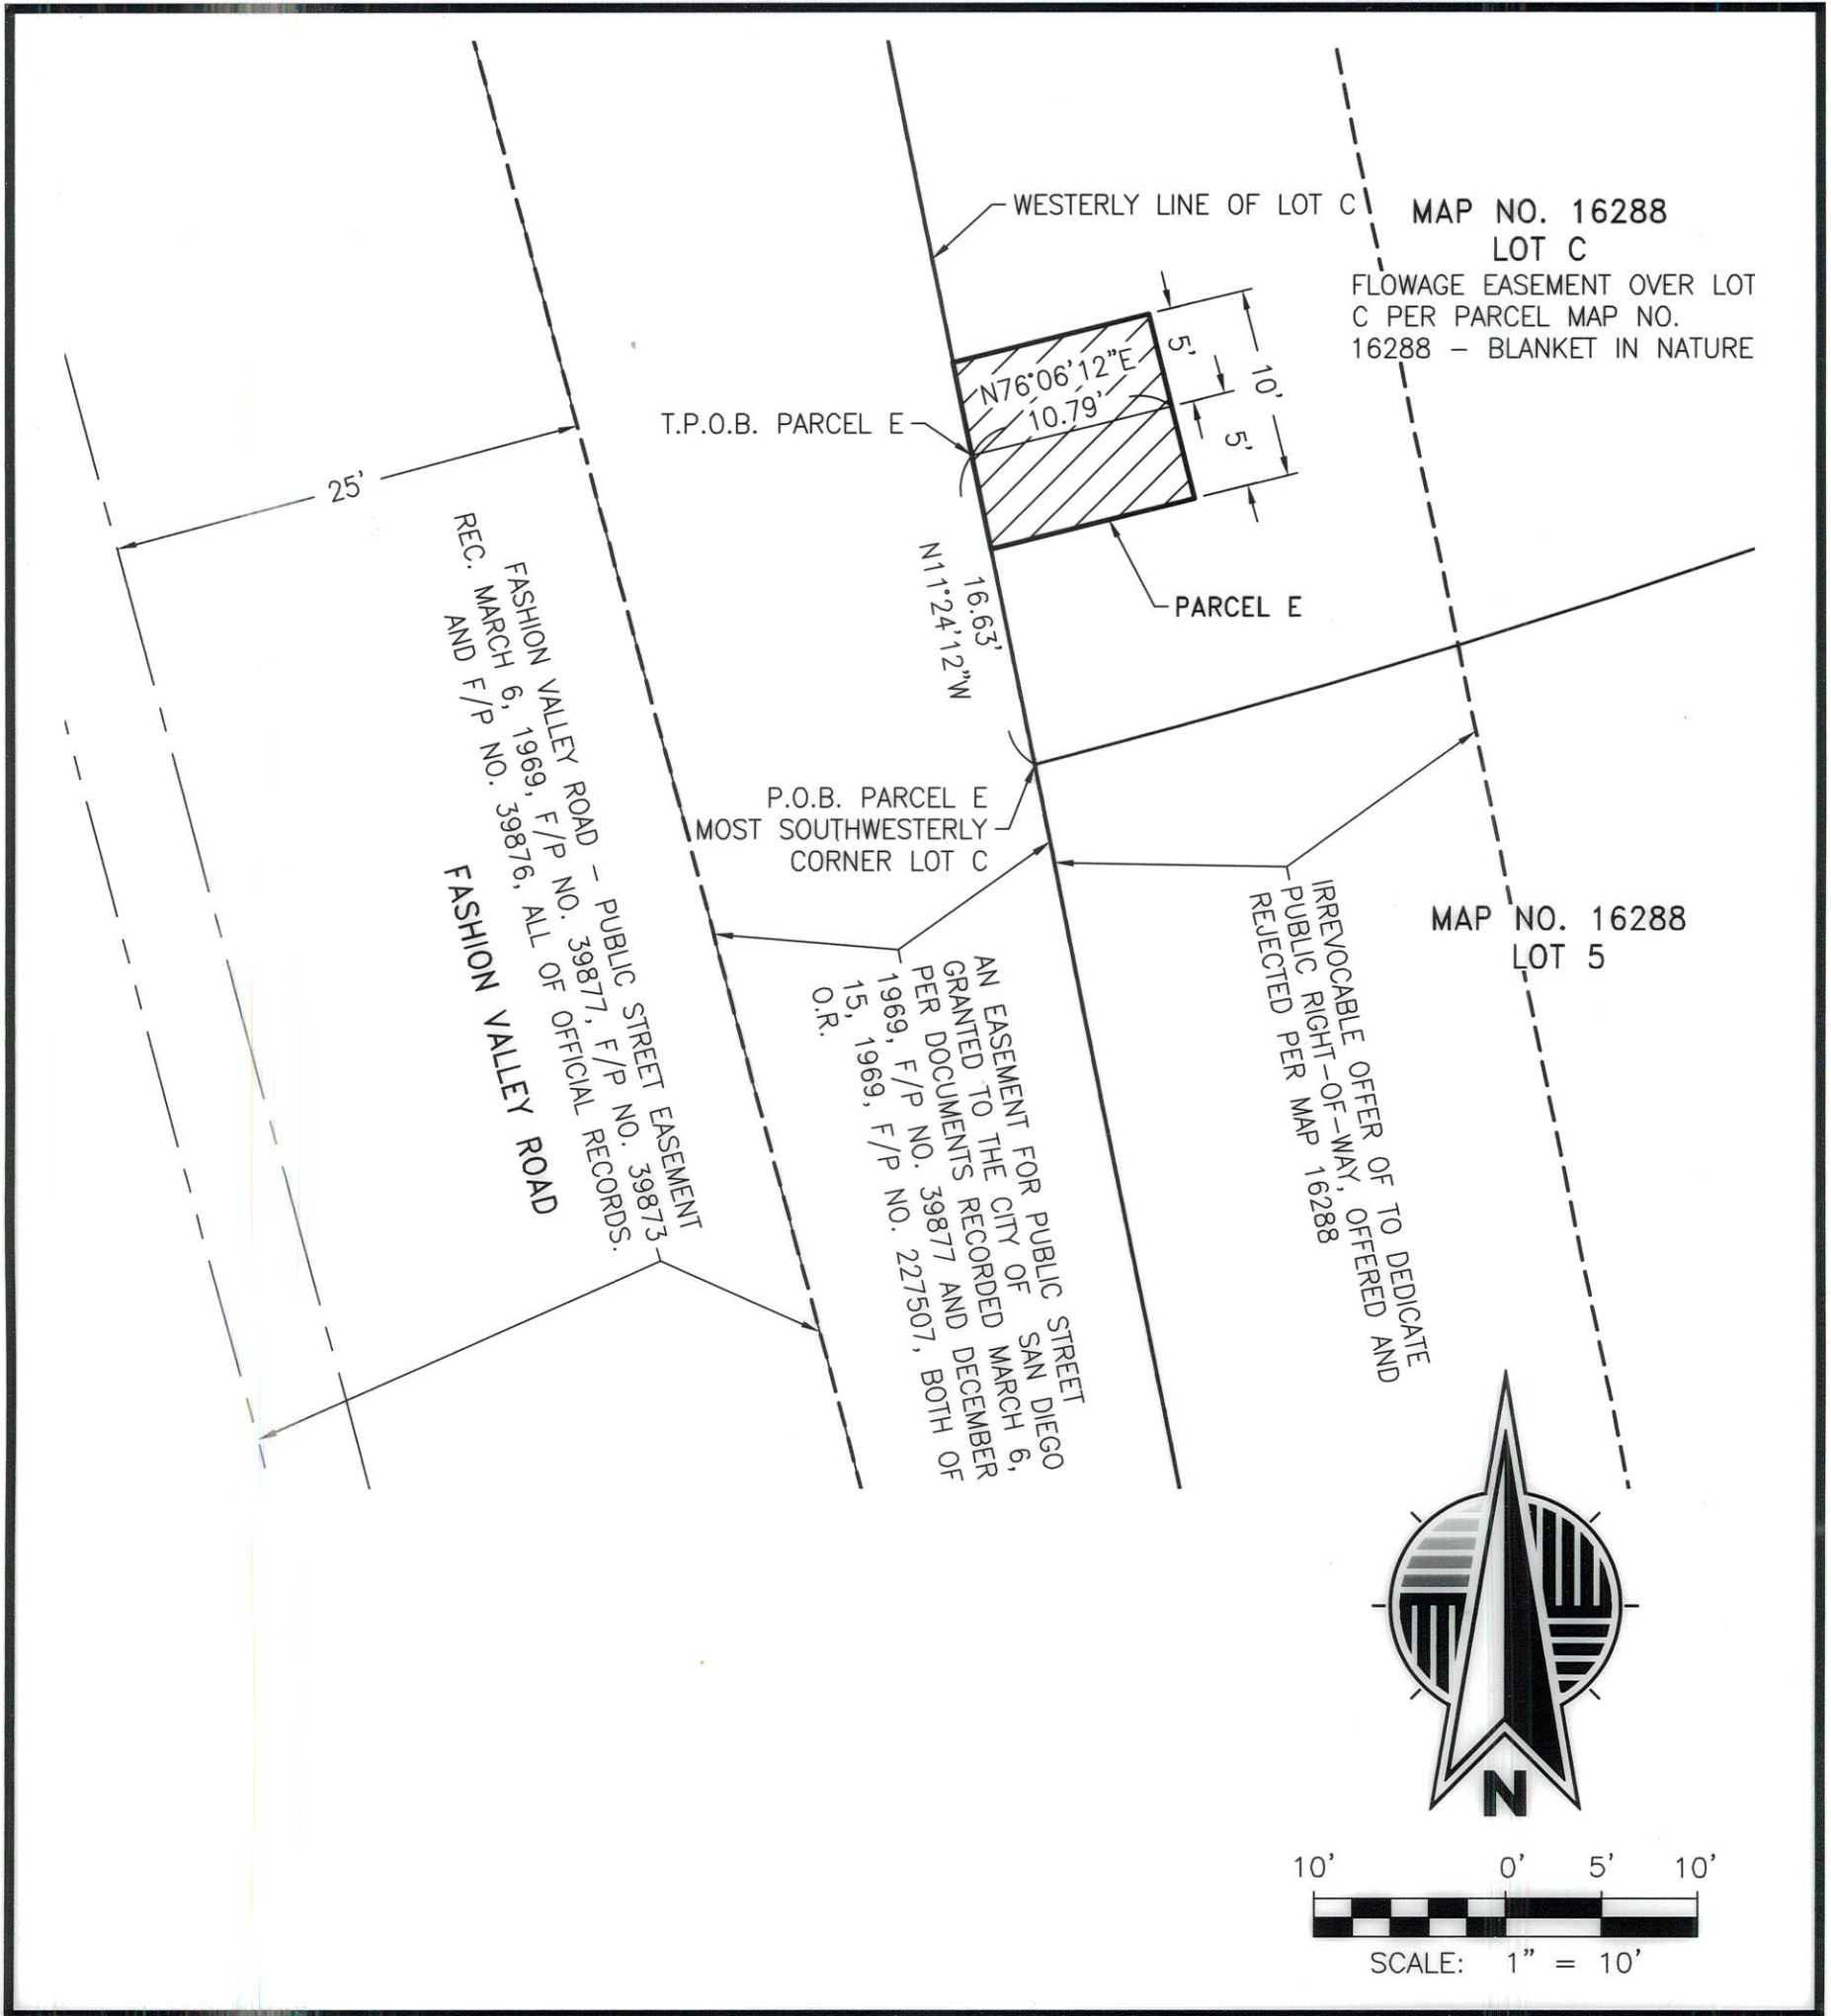 WESTERLY LINE OF LOT C
MAP NO. 16288
LOT C
FLOWAGE EASEMENT OVER LOT
C PER PARCEL MAP NO.
16288 – BLANKET IN NATURE
N76°06'12"E
10.79'
5'
10'
5'
T.P.O.B. PARCEL E
25'
16.63'
N11°24'12"W
PARCEL E
P.O.B. PARCEL E
MOST SOUTHWESTERLY
CORNER LOT C
FASHION VALLEY ROAD – PUBLIC STREET EASEMENT
REC. MARCH 6, 1969, F/P NO. 39877, F/P NO. 39873
AND F/P NO. 39876, ALL OF OFFICIAL RECORDS.
FASHION VALLEY ROAD
AN EASEMENT FOR PUBLIC STREET
GRANTED TO THE CITY OF SAN DIEGO
PER DOCUMENTS RECORDED MARCH 6,
1969, F/P NO. 39877 AND DECEMBER
15, 1969, F/P NO. 227507, BOTH OF
O.R.
IRREVOCABLE OFFER OF TO DEDICATE
PUBLIC RIGHT-OF-WAY, OFFERED AND
REJECTED PER MAP 16288
MAP NO. 16288
LOT 5
N
10' 0' 5' 10'
SCALE: 1" = 10'